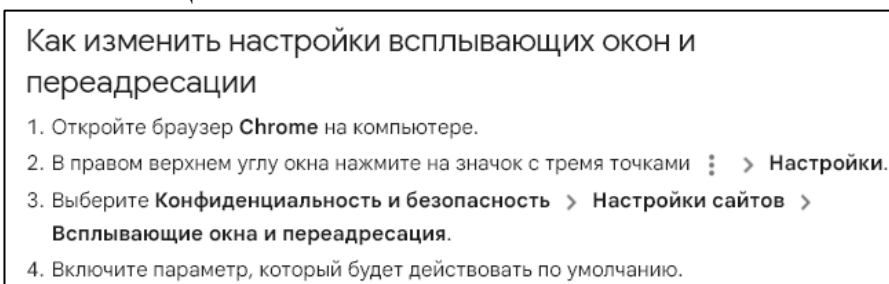 Как изменить настройки всплывающих окон и
переадресации
1. Откройте браузер Chrome на компьютере.
2. В правом верхнем углу окна нажмите на значок с тремя точками ⋮ > Настройки.
3. Выберите Конфиденциальность и безопасность > Настройки сайтов >
Всплывающие окна и переадресация.
4. Включите параметр, который будет действовать по умолчанию.